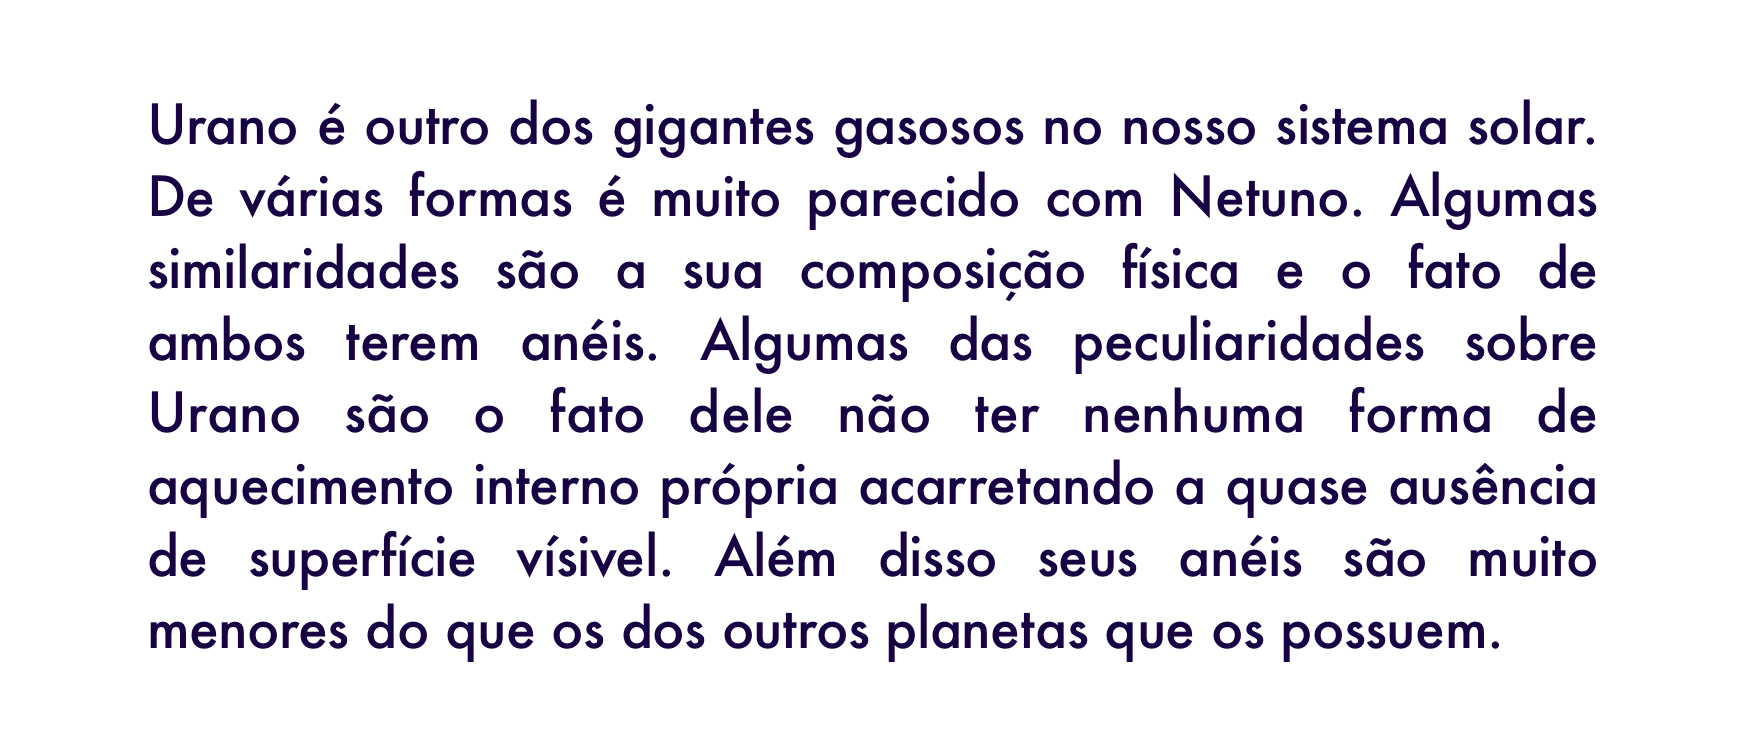 Urano é outro dos gigantes gasosos no nosso sistema solar.
De várias formas é muito parecido com Netuno. Algumas
similaridades são a sua composição física e o fato de
ambos terem anéis. Algumas das peculiaridades sobre
Urano são o fato dele não ter nenhuma forma de
aquecimento interno própria acarretando a quase ausência
de superfície vísivel. Além disso seus anéis são muito
menores do que os dos outros planetas que os possuem.